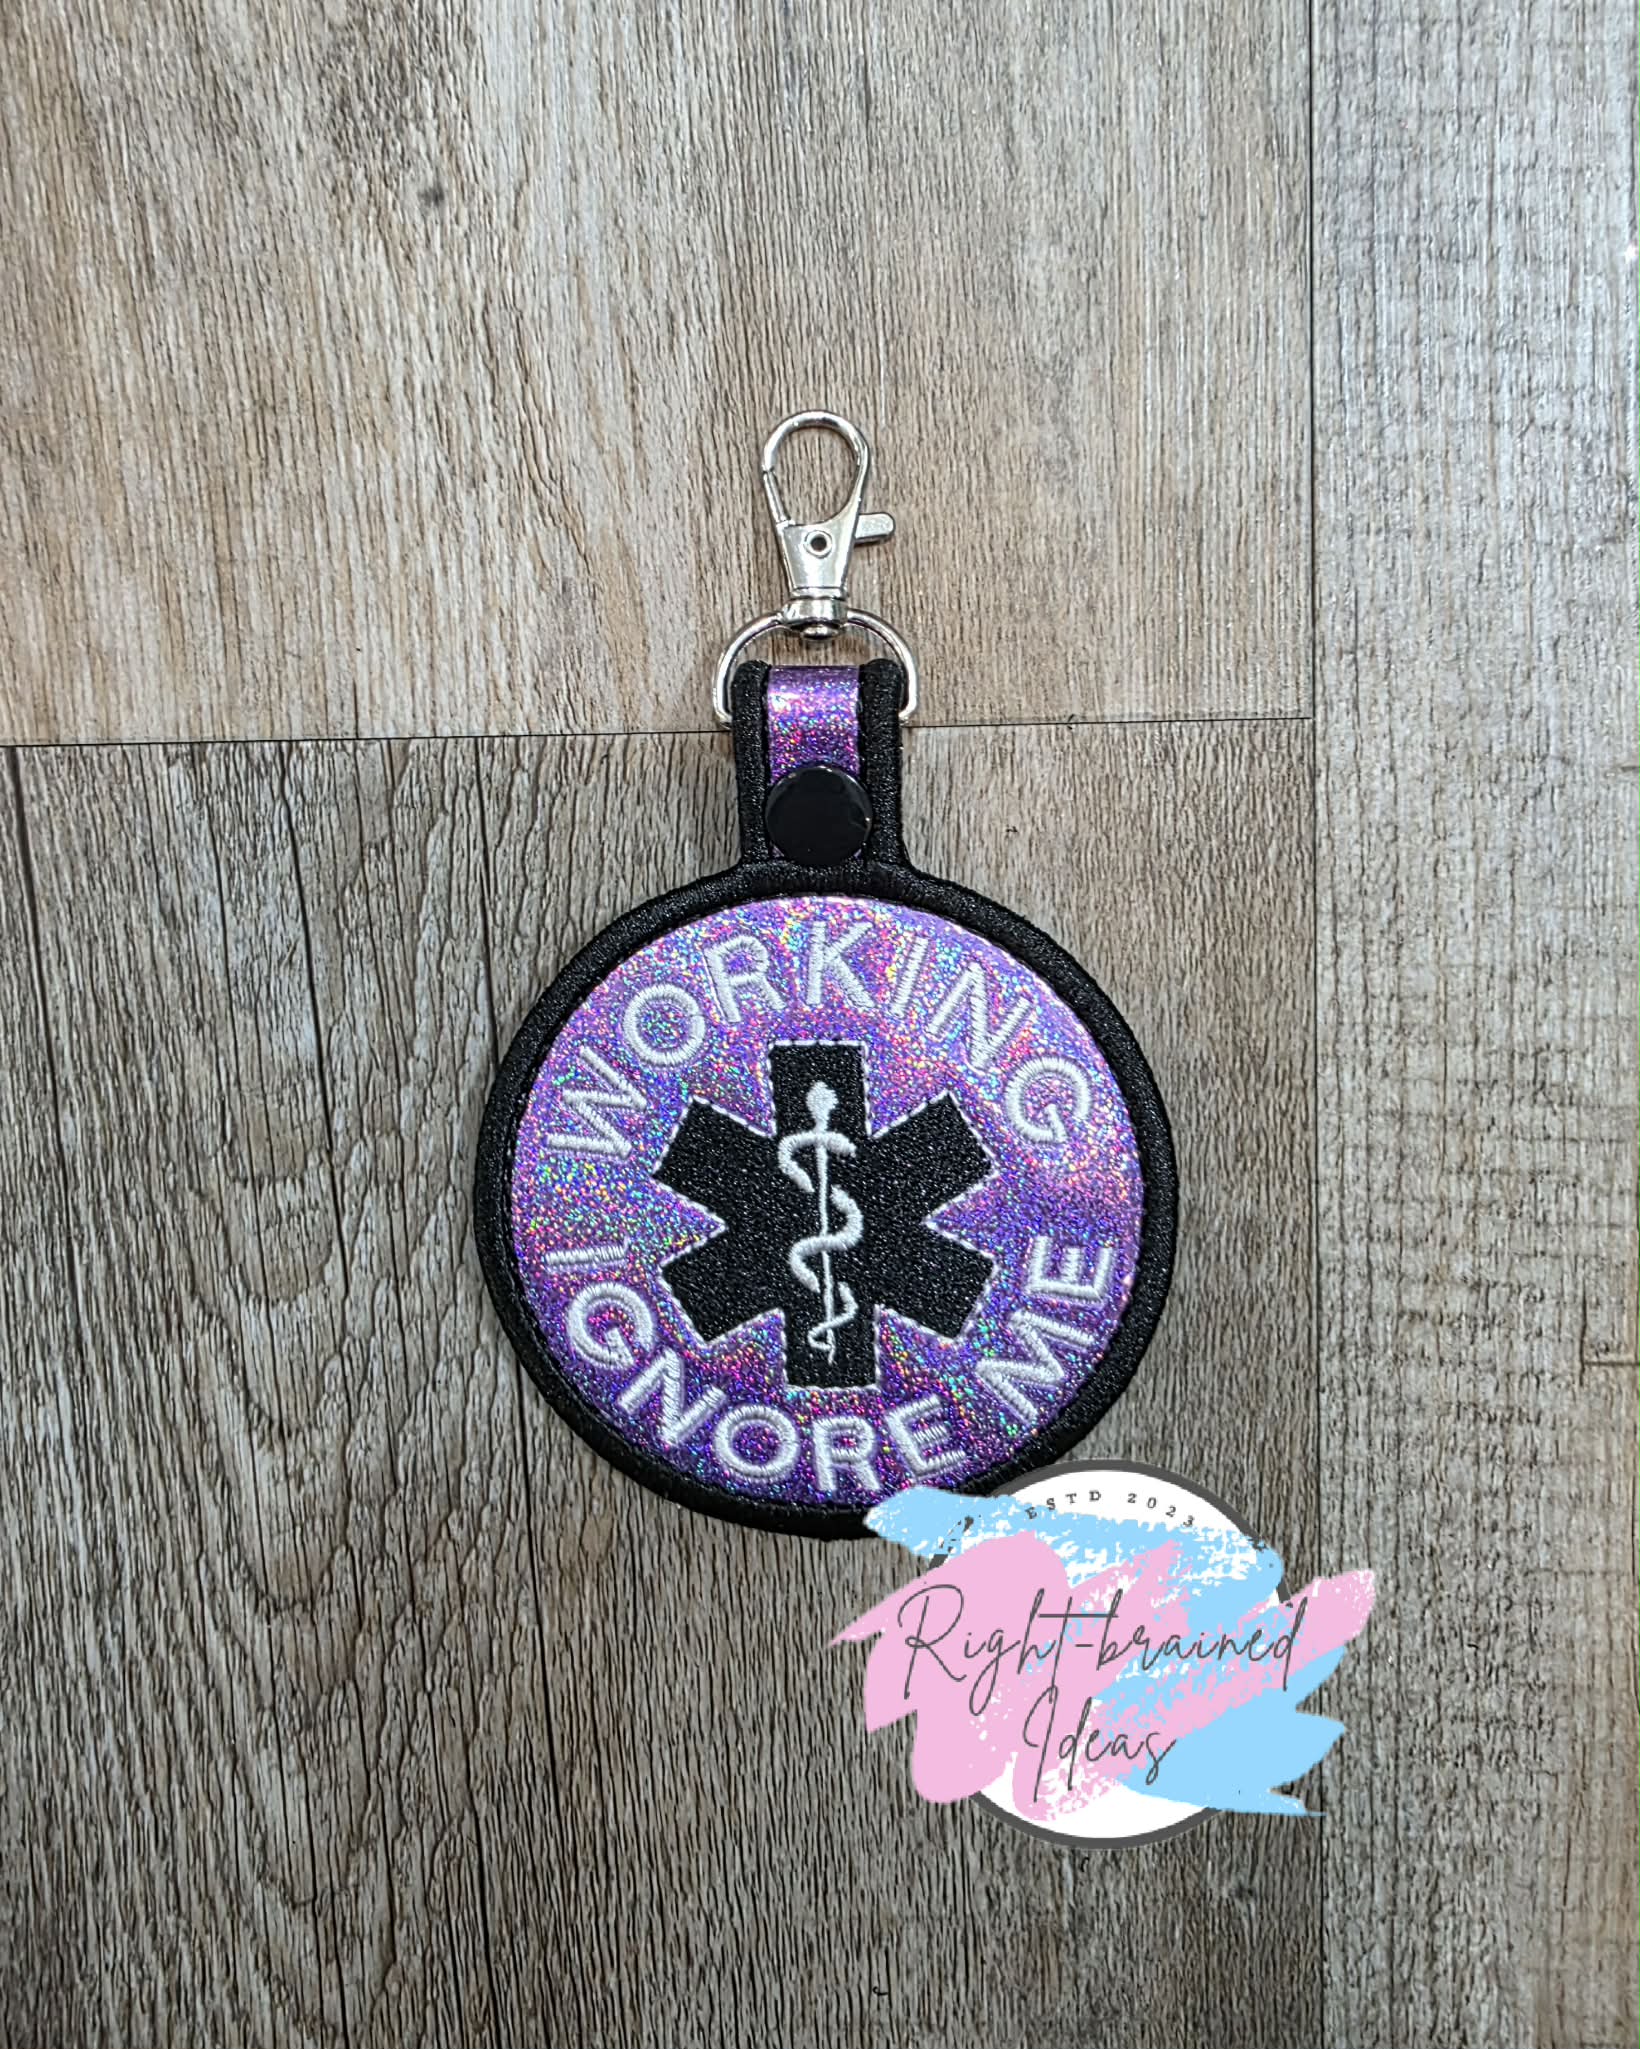 WORKING
IGNORE ME
ESTD 2023
Right-brained
Ideas